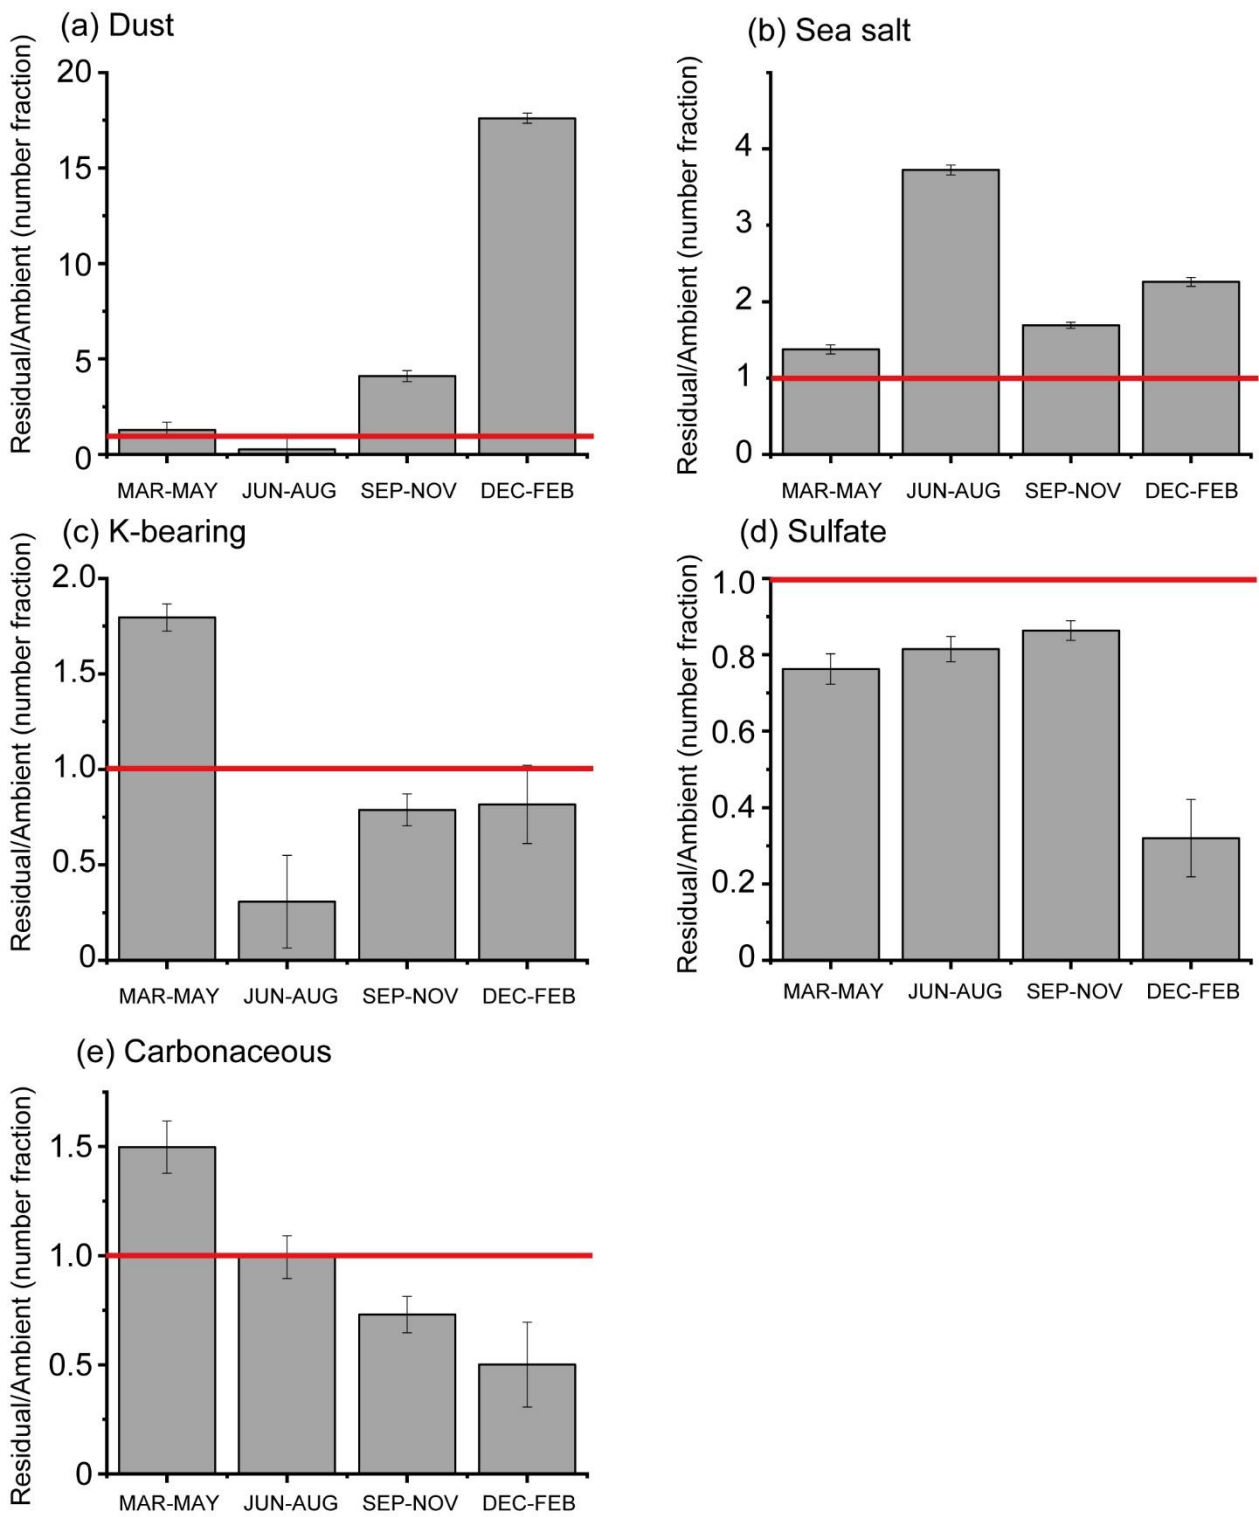 (a) Dust
Residual/Ambient (number fraction)
20
15
10
5
0
MAR-MAY JUN-AUG SEP-NOV DEC-FEB
(b) Sea salt
Residual/Ambient (number fraction)
4
3
2
1
0
MAR-MAY JUN-AUG SEP-NOV DEC-FEB
(c) K-bearing
Residual/Ambient (number fraction)
2.0
1.5
1.0
0.5
0
MAR-MAY JUN-AUG SEP-NOV DEC-FEB
(d) Sulfate
Residual/Ambient (number fraction)
1.0
0.8
0.6
0.4
0.2
0
MAR-MAY JUN-AUG SEP-NOV DEC-FEB
(e) Carbonaceous
Residual/Ambient (number fraction)
1.5
1.0
0.5
0
MAR-MAY JUN-AUG SEP-NOV DEC-FEB